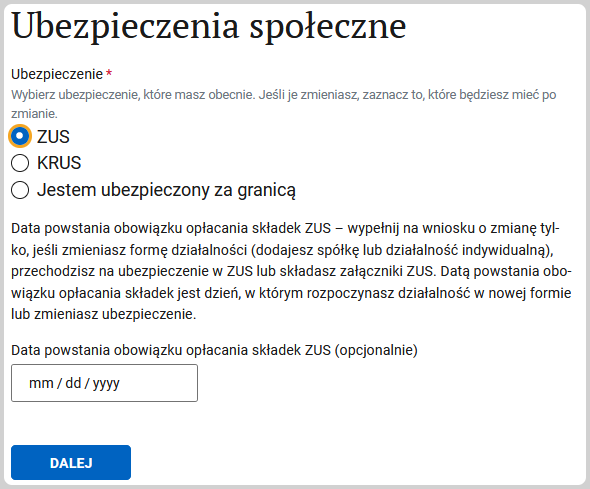 Ubezpieczenia społeczne
Ubezpieczenie *
Wybierz ubezpieczenie, które masz obecnie. Jeśli je zmieniasz, zaznacz to, które będziesz mieć po
zmianie.
ZUS
KRUS
Jestem ubezpieczony za granicą
Data powstania obowiązku opłacania składek ZUS – wypełnij na wniosku o zmianę tyl-
ko, jeśli zmieniasz formę działalności (dodajesz spółkę lub działalność indywidualną),
przechodzisz na ubezpieczenie w ZUS lub składasz załączniki ZUS. Datą powstania obo-
wiązku opłacania składek jest dzień, w którym rozpoczynasz działalność w nowej formie
lub zmieniasz ubezpieczenie.
Data powstania obowiązku opłacania składek ZUS (opcjonalnie)
mm / dd / yyyy
DALEJ